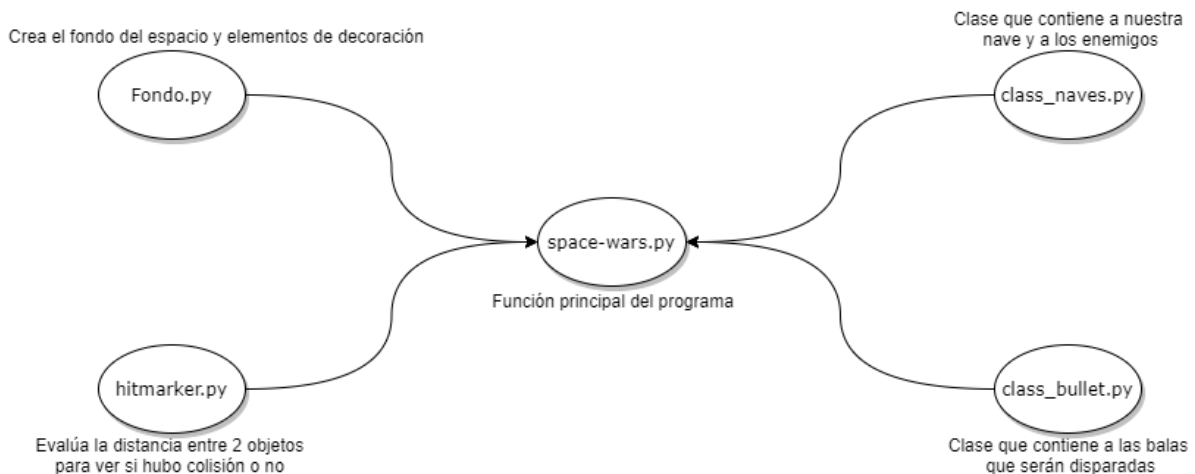 Crea el fondo del espacio y elementos de decoración
Fondo.py
Clase que contiene a nuestra
nave y a los enemigos
class_naves.py
space-wars.py
Función principal del programa
hitmarker.py
Evalúa la distancia entre 2 objetos
para ver si hubo colisión o no
class_bullet.py
Clase que contiene a las balas
que serán disparadas